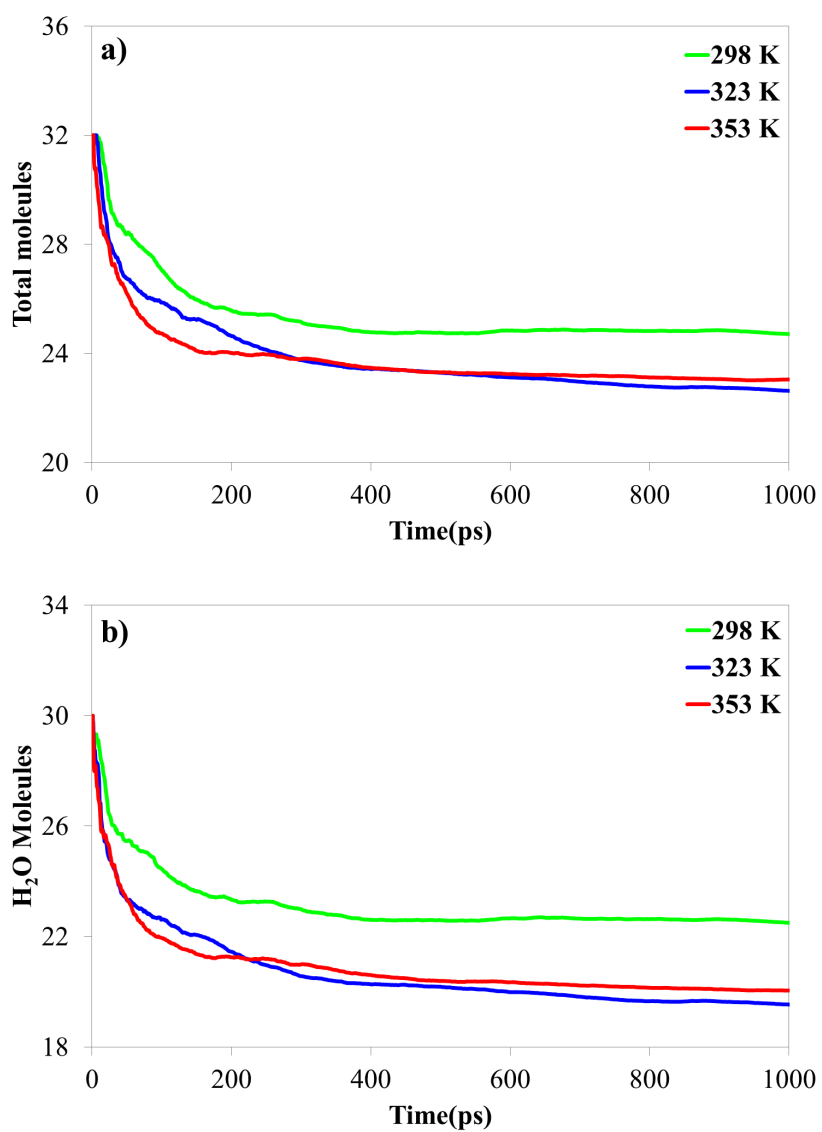 a)
298 K
323 K
353 K
36
32
28
24
20
Total moleules
0 200 400 600 800 1000
Time(ps)
b)
298 K
323 K
353 K
34
30
26
22
18
H₂O Moleules
0 200 400 600 800 1000
Time(ps)